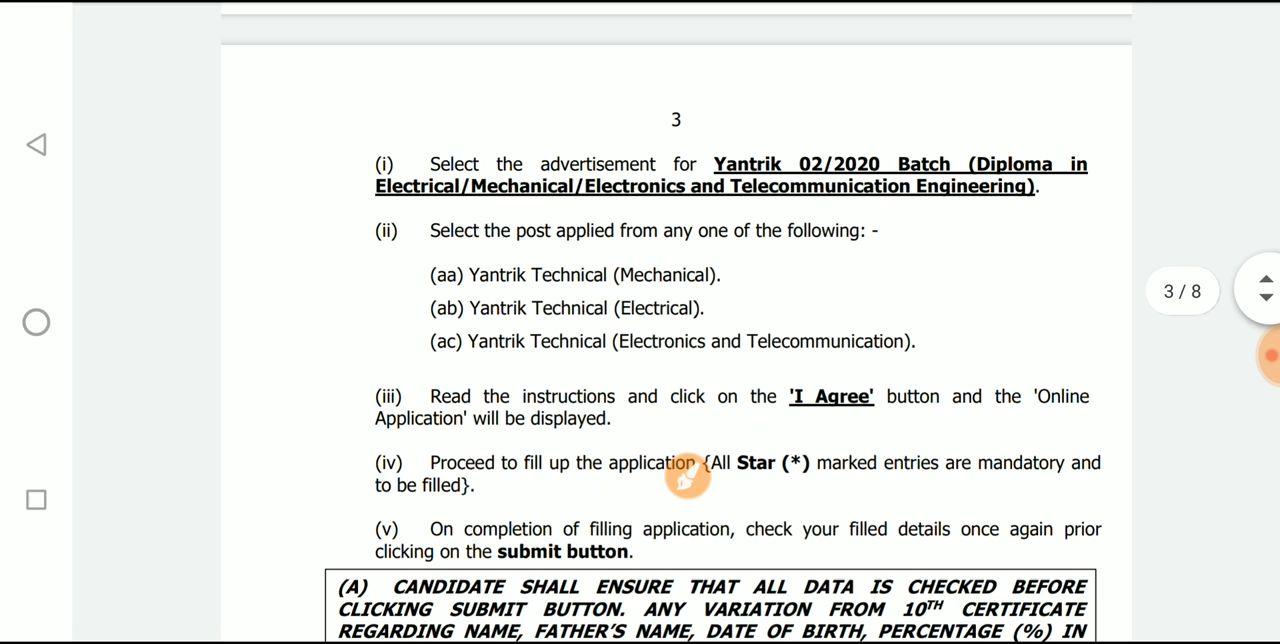 3
(i) Select the advertisement for Yantrik 02/2020 Batch (Diploma in
Electrical/Mechanical/Electronics and Telecommunication Engineering).
(ii) Select the post applied from any one of the following: -
(aa) Yantrik Technical (Mechanical).
(ab) Yantrik Technical (Electrical).
3 / 8
(ac) Yantrik Technical (Electronics and Telecommunication).
(iii) Read the instructions and click on the 'I Agree' button and the 'Online
Application' will be displayed.
(iv) Proceed to fill up the application {All Star (*) marked entries are mandatory and
to be filled}.
(v) On completion of filling application, check your filled details once again prior
clicking on the submit button.
(A) CANDIDATE SHALL ENSURE THAT ALL DATA IS CHECKED BEFORE
CLICKING SUBMIT BUTTON. ANY VARIATION FROM 10TH CERTIFICATE
REGARDING NAME, FATHER'S NAME, DATE OF BIRTH, PERCENTAGE (%) IN